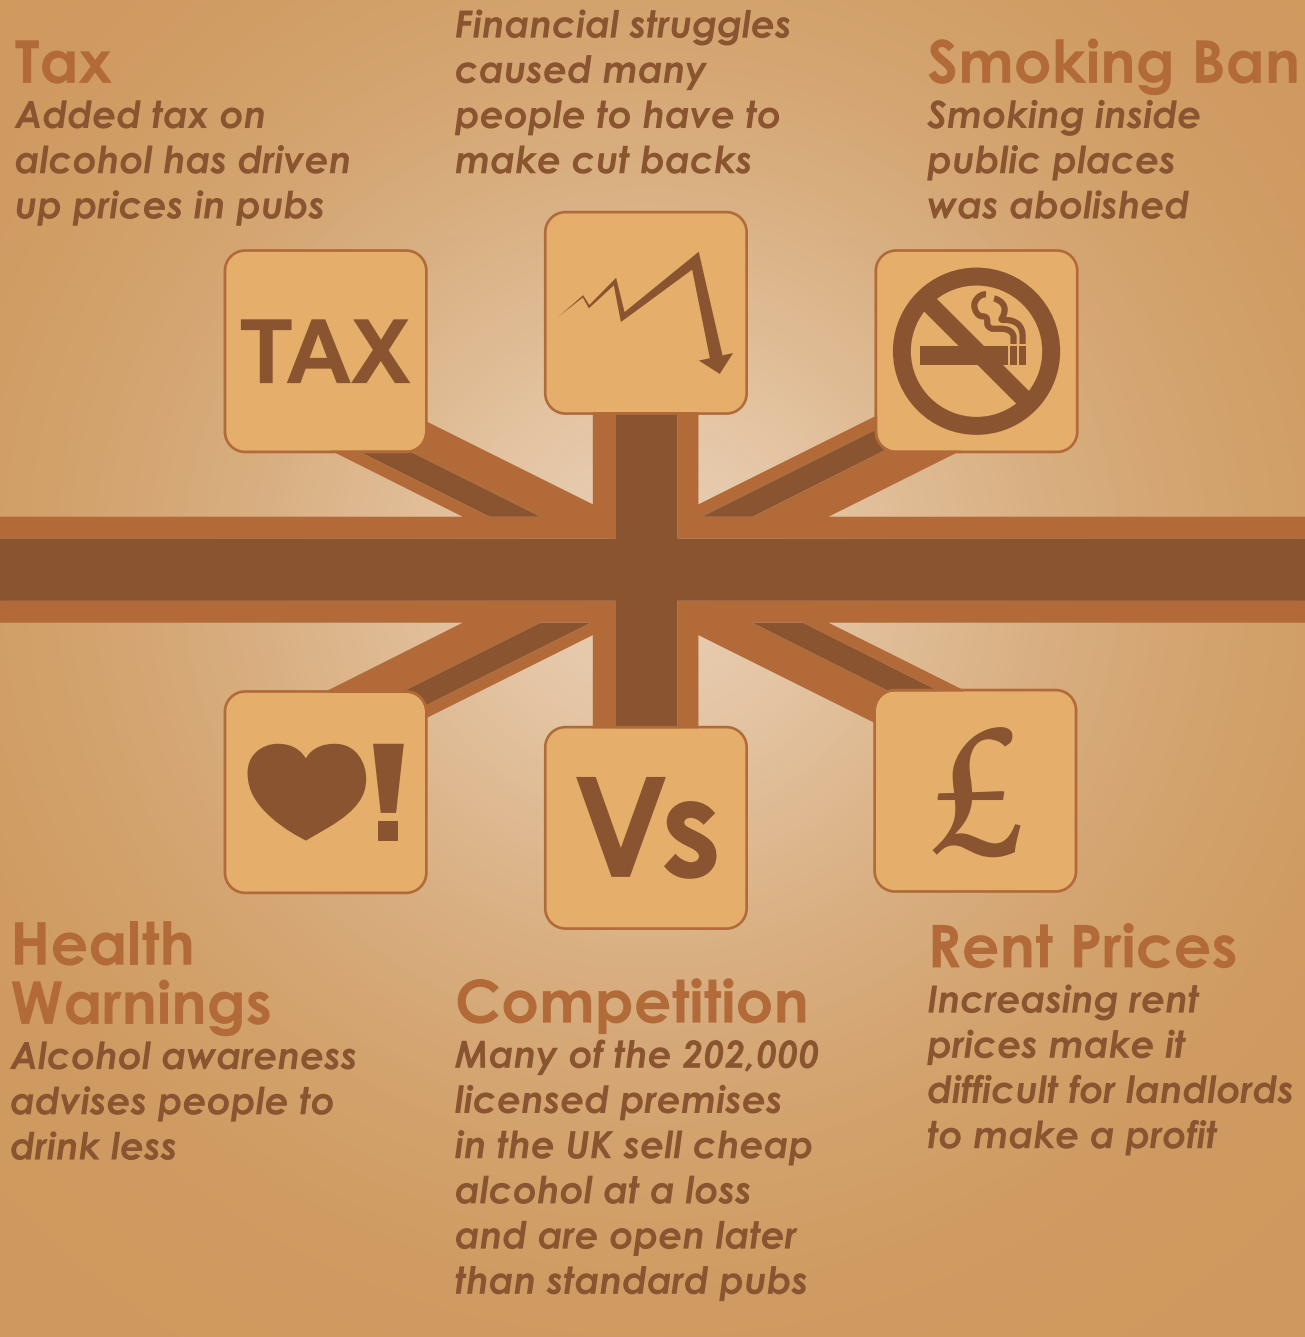 Tax
Added tax on
alcohol has driven
up prices in pubs
Financial struggles
caused many
people to have to
make cut backs
Smoking Ban
Smoking inside
public places
was abolished
TAX
!
Vs
£
Health
Warnings
Alcohol awareness
advises people to
drink less
Competition
Many of the 202,000
licensed premises
in the UK sell cheap
alcohol at a loss
and are open later
than standard pubs
Rent Prices
Increasing rent
prices make it
difficult for landlords
to make a profit